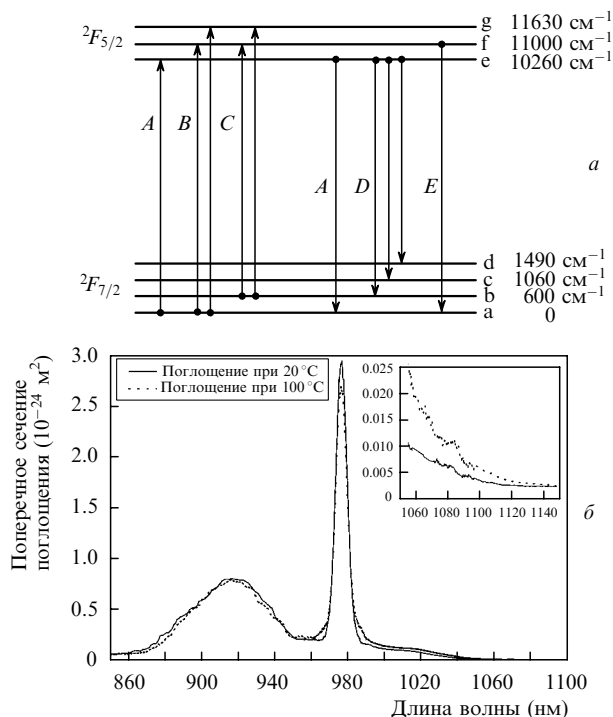 g 11630 см⁻¹
²F₅/₂
f 11000 см⁻¹
e 10260 см⁻¹
A B C A D E
а
d 1490 см⁻¹
²F₇/₂
c 1060 см⁻¹
b 600 см⁻¹
a 0
3.0
Поглощение при 20 °C
Поглощение при 100 °C
0.025
0.020
0.015
0.010
0.005
0
1060 1080 1100 1120 1140
2.5
2.0
1.5
1.0
0.5
0
Поперечное сечение
поглощения (10⁻²⁴ м²)
б
860 900 940 980 1020 1060 1100
Длина волны (нм)